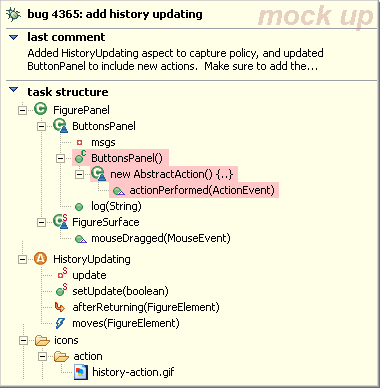 bug 4365: add history updating
mock up
last comment
Added HistoryUpdating aspect to capture policy, and updated
ButtonPanel to include new actions. Make sure to add the...
task structure
FigurePanel
ButtonsPanel
msgs
ButtonsPanel()
new AbstractAction() {..}
actionPerformed(ActionEvent)
log(String)
FigureSurface
mouseDragged(MouseEvent)
HistoryUpdating
update
setUpdate(boolean)
afterReturning(FigureElement)
moves(FigureElement)
icons
action
history-action.gif